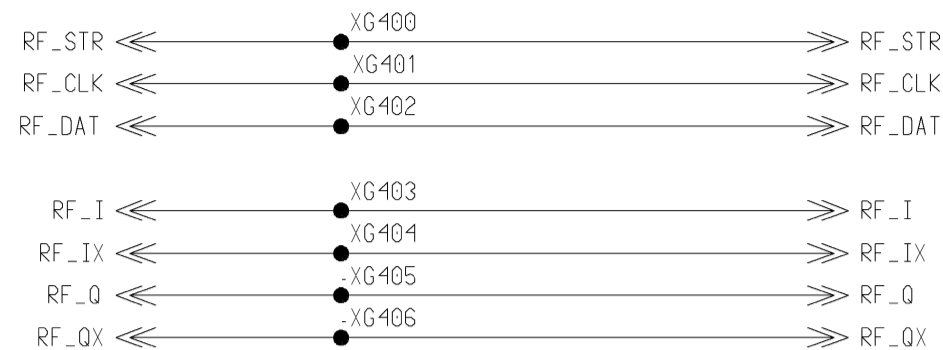 XG400
RF_STR RF_STR
XG401
RF_CLK RF_CLK
XG402
RF_DAT RF_DAT
XG403
RF_I RF_I
XG404
RF_IX RF_IX
-XG405
RF_Q RF_Q
-XG406
RF_QX RF_QX